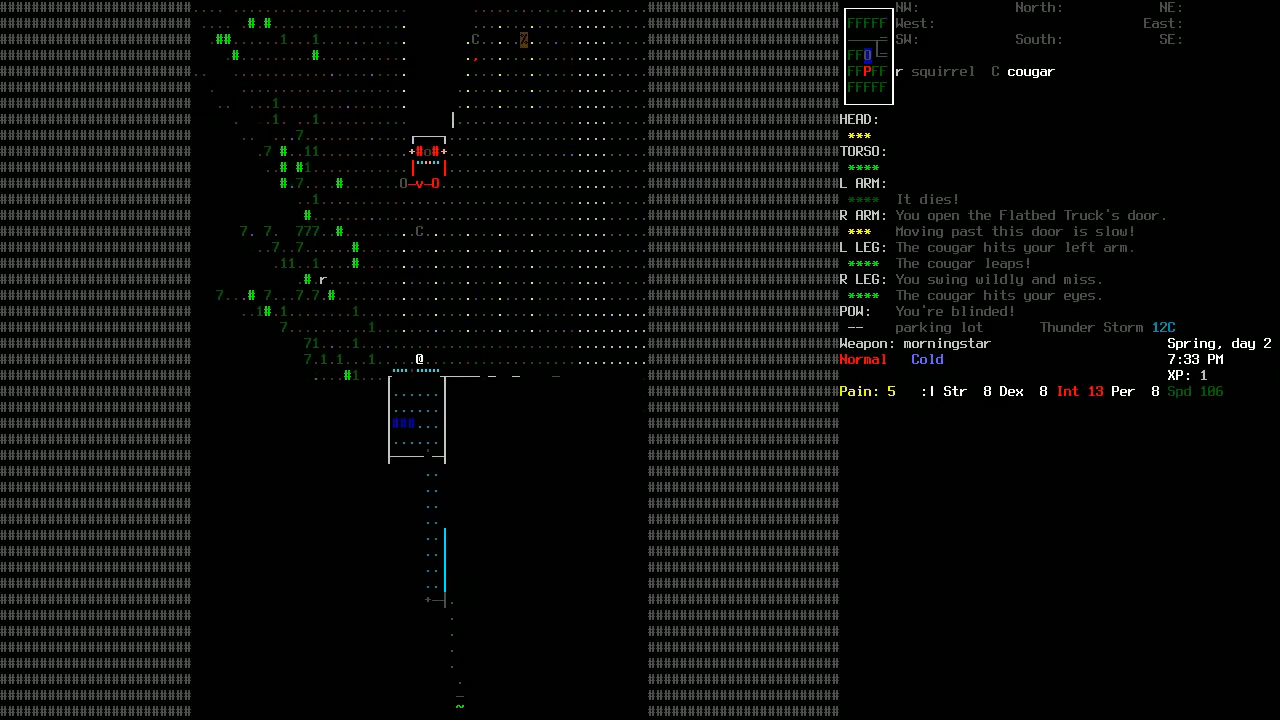 NW: North: NE:
West: East:
SW: South: SE:
r squirrel C cougar
HEAD:
***
TORSO:
****
L ARM:
**** It dies!
R ARM: You open the Flatbed Truck's door.
*** Moving past this door is slow!
L LEG: The cougar hits your left arm.
**** The cougar leaps!
R LEG: You swing wildly and miss.
**** The cougar hits your eyes.
POW: You're blinded!
-- parking lot Thunder Storm 12C
Weapon: morningstar Spring, day 2
Normal Cold 7:33 PM
XP: 1
Pain: 5 :| Str 8 Dex 8 Int 13 Per 8 Spd 106